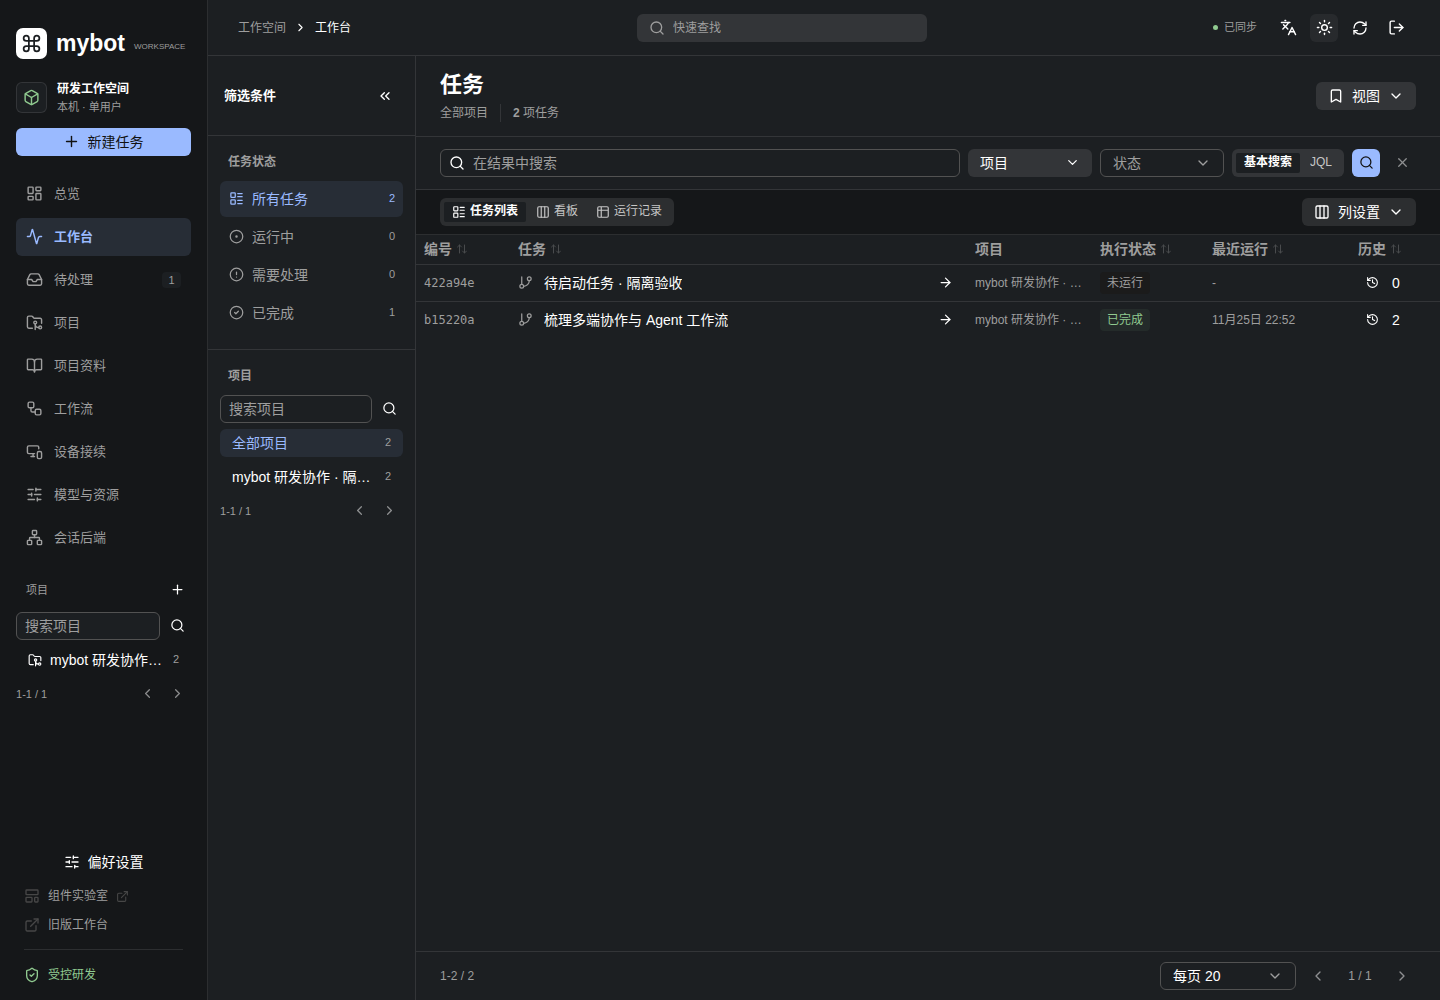 mybot WORKSPACE
研发工作空间
本机 · 单用户
新建任务
总览
工作台
待处理 1
项目
项目资料
工作流
设备接续
模型与资源
会话后端
项目
搜索项目
mybot 研发协作… 2
1-1 / 1
偏好设置
组件实验室
旧版工作台
受控研发
工作空间 工作台
快速查找
已同步
筛选条件
任务状态
所有任务 2
运行中 0
需要处理 0
已完成 1
项目
搜索项目
全部项目 2
mybot 研发协作 · 隔… 2
1-1 / 1
任务
全部项目 2 项任务
视图
在结果中搜索 项目 状态 基本搜索 JQL
任务列表 看板 运行记录 列设置
编号 任务 项目 执行状态 最近运行 历史
422a94e 待启动任务 · 隔离验收 mybot 研发协作 · … 未运行 - 0
b15220a 梳理多端协作与 Agent 工作流 mybot 研发协作 · … 已完成 11月25日 22:52 2
1-2 / 2 每页 20 1 / 1